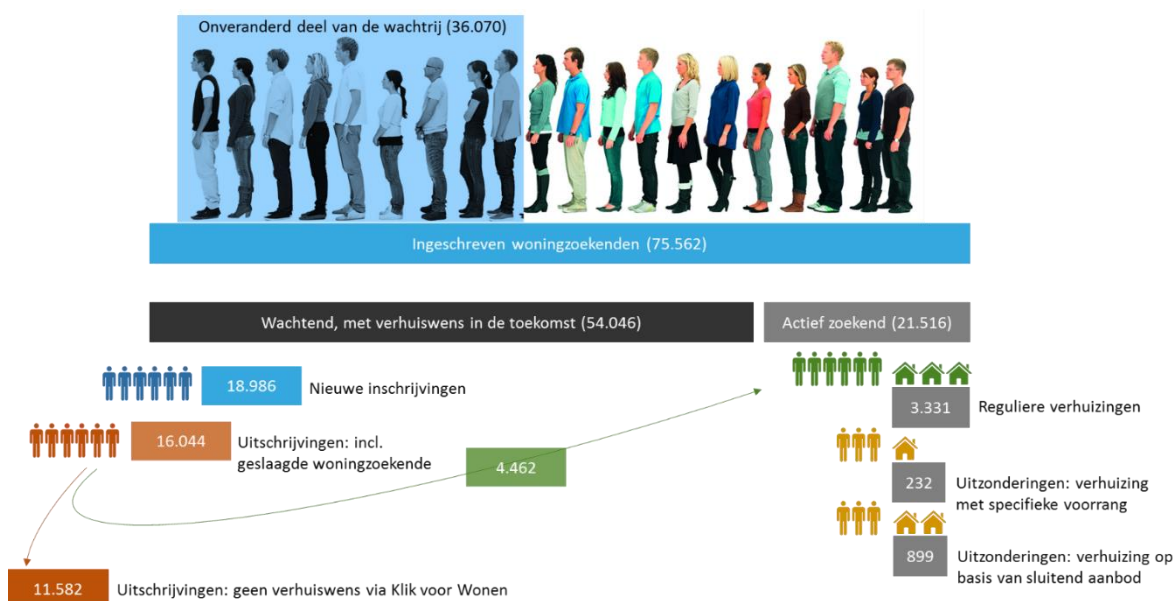 Onveranderd deel van de wachtrij (36.070)
Ingeschreven woningzoekenden (75.562)
Wachtend, met verhuiswens in de toekomst (54.046)
Actief zoekend (21.516)
18.986
Nieuwe inschrijvingen
16.044
Uitschrijvingen: incl.
geslaagde woningzoekende
4.462
3.331
Reguliere verhuizingen
232
Uitzonderingen: verhuizing
met specifieke voorrang
899
Uitzonderingen: verhuizing op
basis van sluitend aanbod
11.582
Uitschrijvingen: geen verhuiswens via Klik voor Wonen